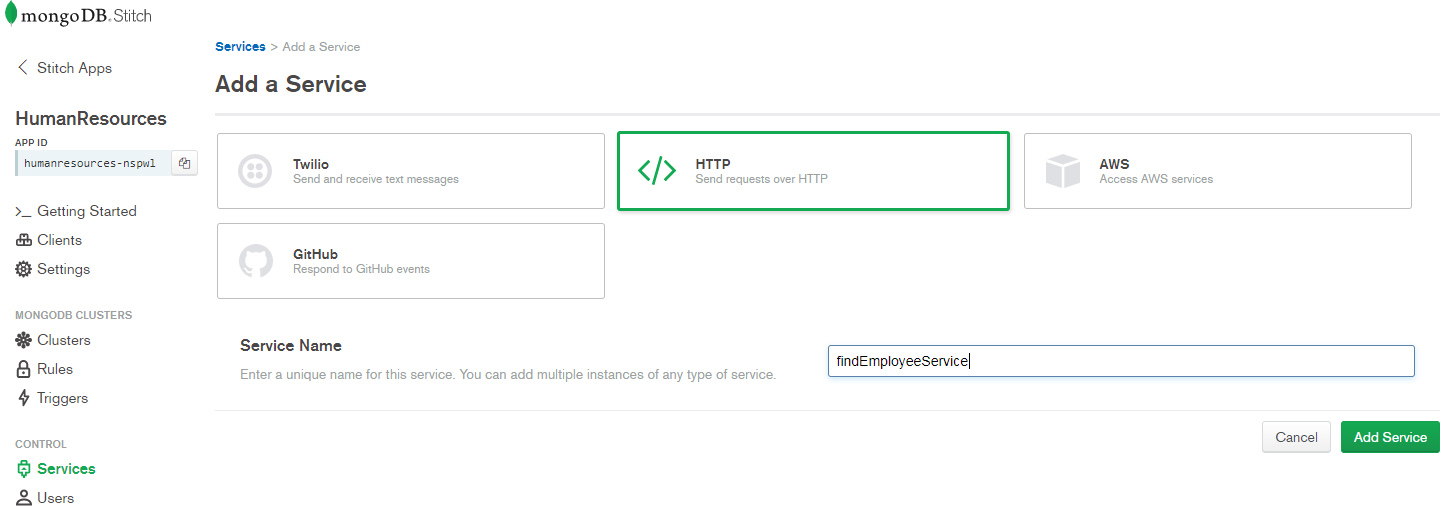 mongoDB. Stitch
Stitch Apps
HumanResources
APP ID
humanresources-nspwl
Getting Started
Clients
Settings
MONGODB CLUSTERS
Clusters
Rules
Triggers
CONTROL
Services
Users
Services > Add a Service
Add a Service
Twilio
Send and receive text messages
HTTP
Send requests over HTTP
AWS
Access AWS services
GitHub
Respond to GitHub events
Service Name
Enter a unique name for this service. You can add multiple instances of any type of service.
findEmployeeService
Cancel
Add Service